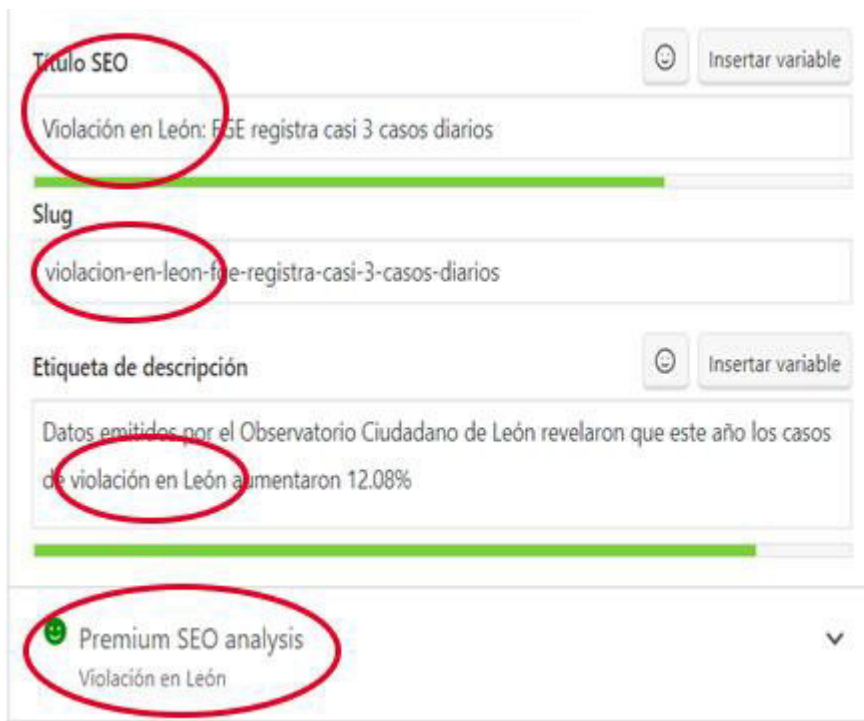 Título SEO
Insertar variable
Violación en León: FGE registra casi 3 casos diarios
Slug
violacion-en-leon-fge-registra-casi-3-casos-diarios
Etiqueta de descripción
Insertar variable
Datos emitidos por el Observatorio Ciudadano de León revelaron que este año los casos
de violación en León aumentaron 12.08%
Premium SEO analysis
Violación en León